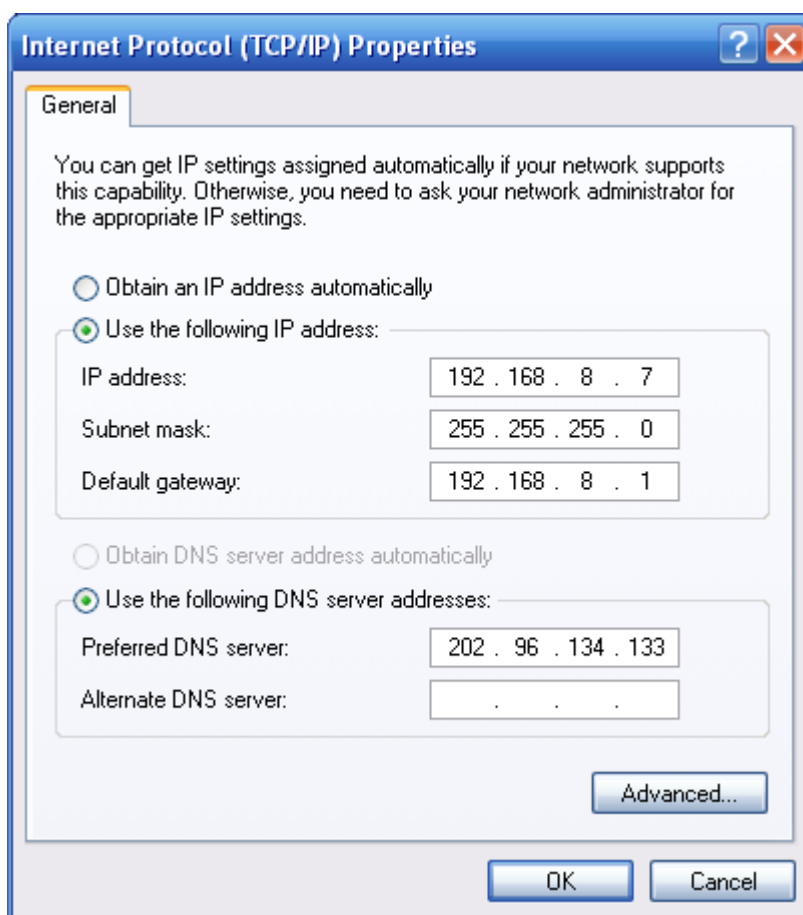 Internet Protocol (TCP/IP) Properties
General
You can get IP settings assigned automatically if your network supports
this capability. Otherwise, you need to ask your network administrator for
the appropriate IP settings.
Obtain an IP address automatically
Use the following IP address:
IP address: 192 . 168 . 8 . 7
Subnet mask: 255 . 255 . 255 . 0
Default gateway: 192 . 168 . 8 . 1
Obtain DNS server address automatically
Use the following DNS server addresses:
Preferred DNS server: 202 . 96 . 134 . 133
Alternate DNS server: . . .
Advanced...
OK Cancel